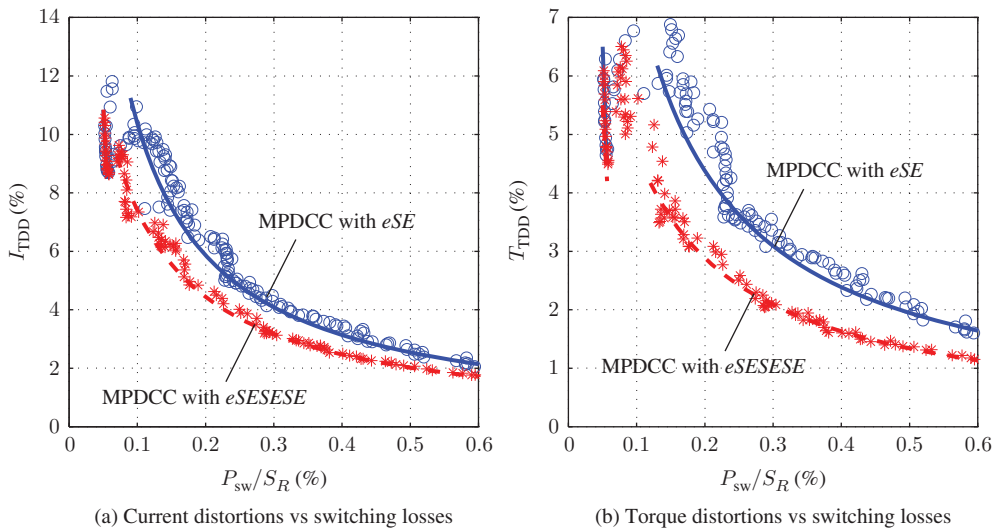 14
12
10
8
6
4
2
0
I_TDD (%)
MPDCC with eSE
MPDCC with eSESESE
0 0.1 0.2 0.3 0.4 0.5 0.6
P_sw/S_R (%)
(a) Current distortions vs switching losses
7
6
5
4
3
2
1
0
T_TDD (%)
MPDCC with eSE
MPDCC with eSESESE
0 0.1 0.2 0.3 0.4 0.5 0.6
P_sw/S_R (%)
(b) Torque distortions vs switching losses